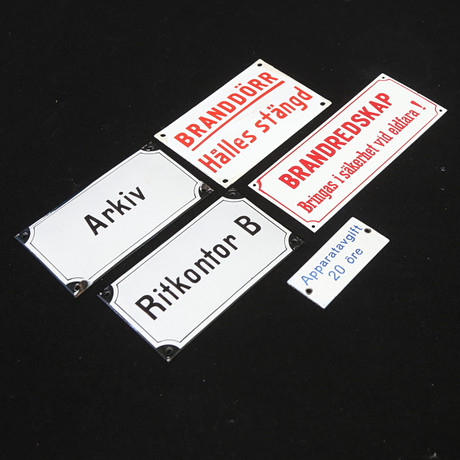 BRANDDÖRR
Hålles stängd
BRANDREDSKAP
Bringas i säkerhet vid eldfara!
Arkiv
Ritkontor B
Apparatavgift
20 öre